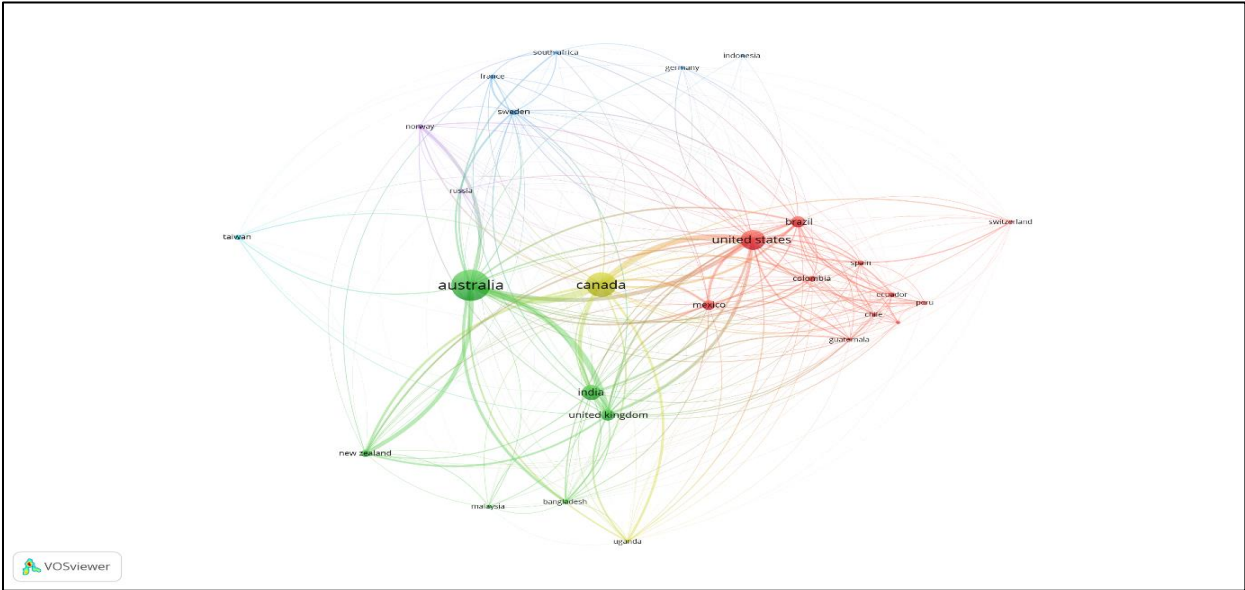 south africa
indonesia
germany
france
sweden
norway
russia
switzerland
brazil
taiwan
united states
spain
colombia
australia
canada
ecuador
peru
mexico
chile
guatemala
india
united kingdom
new zealand
bangladesh
malaysia
uganda
VOSviewer